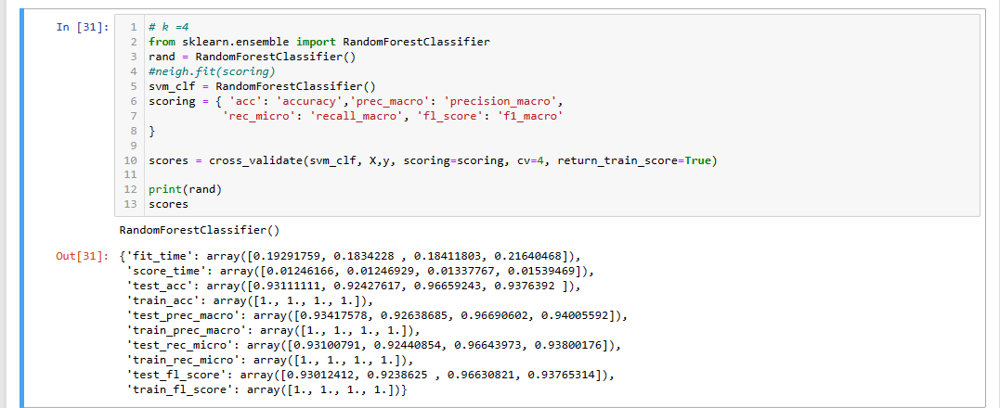 In [31]:
1 # k =4
2 from sklearn.ensemble import RandomForestClassifier
3 rand = RandomForestClassifier()
4 #neigh.fit(scoring)
5 svm_clf = RandomForestClassifier()
6 scoring = { 'acc': 'accuracy','prec_macro': 'precision_macro',
7            'rec_micro': 'recall_macro', 'fl_score': 'f1_macro'
8 }
9
10 scores = cross_validate(svm_clf, X,y, scoring=scoring, cv=4, return_train_score=True)
11
12 print(rand)
13 scores
RandomForestClassifier()
Out[31]: {'fit_time': array([0.19291759, 0.1834228 , 0.18411803, 0.21640468]),
'score_time': array([0.01246166, 0.01246929, 0.01337767, 0.01539469]),
'test_acc': array([0.93111111, 0.92427617, 0.96659243, 0.9376392 ]),
'train_acc': array([1., 1., 1., 1.]),
'test_prec_macro': array([0.93417578, 0.92638685, 0.96690602, 0.94005592]),
'train_prec_macro': array([1., 1., 1., 1.]),
'test_rec_micro': array([0.93100791, 0.92440854, 0.96643973, 0.93800176]),
'train_rec_micro': array([1., 1., 1., 1.]),
'test_fl_score': array([0.93012412, 0.9238625 , 0.96630821, 0.93765314]),
'train_fl_score': array([1., 1., 1., 1.])}